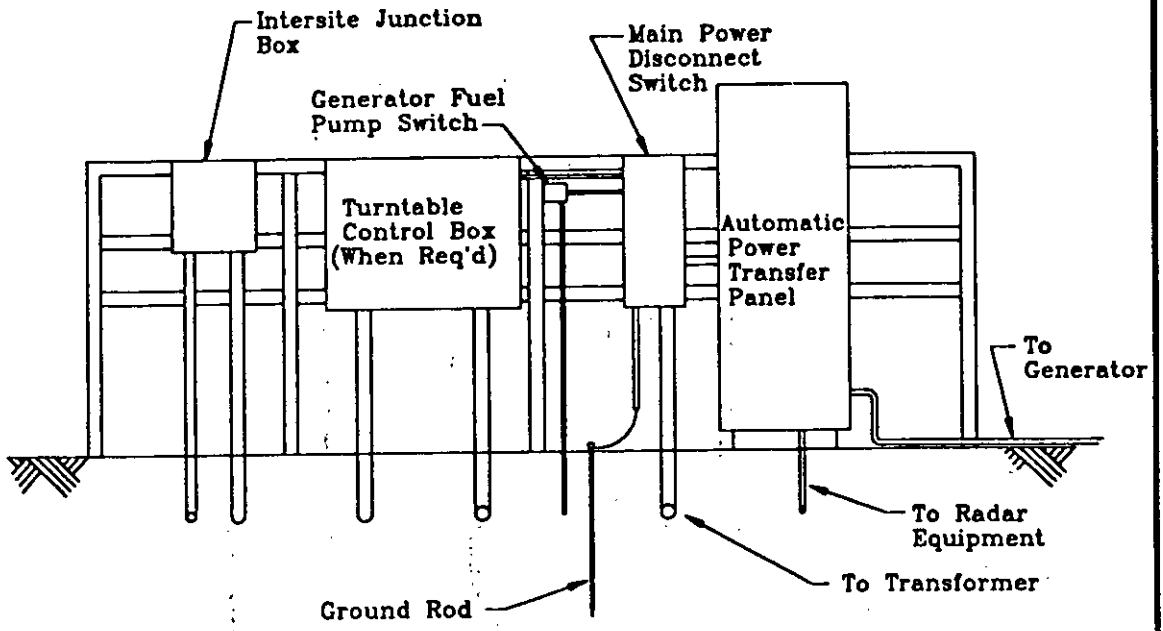 Intersite Junction
Box
Main Power
Disconnect
Switch
Generator Fuel
Pump Switch
Turntable
Control Box
(When Req'd)
Automatic
Power
Transfer
Panel
To
Generator
To Radar
Equipment
To Transformer
Ground Rod